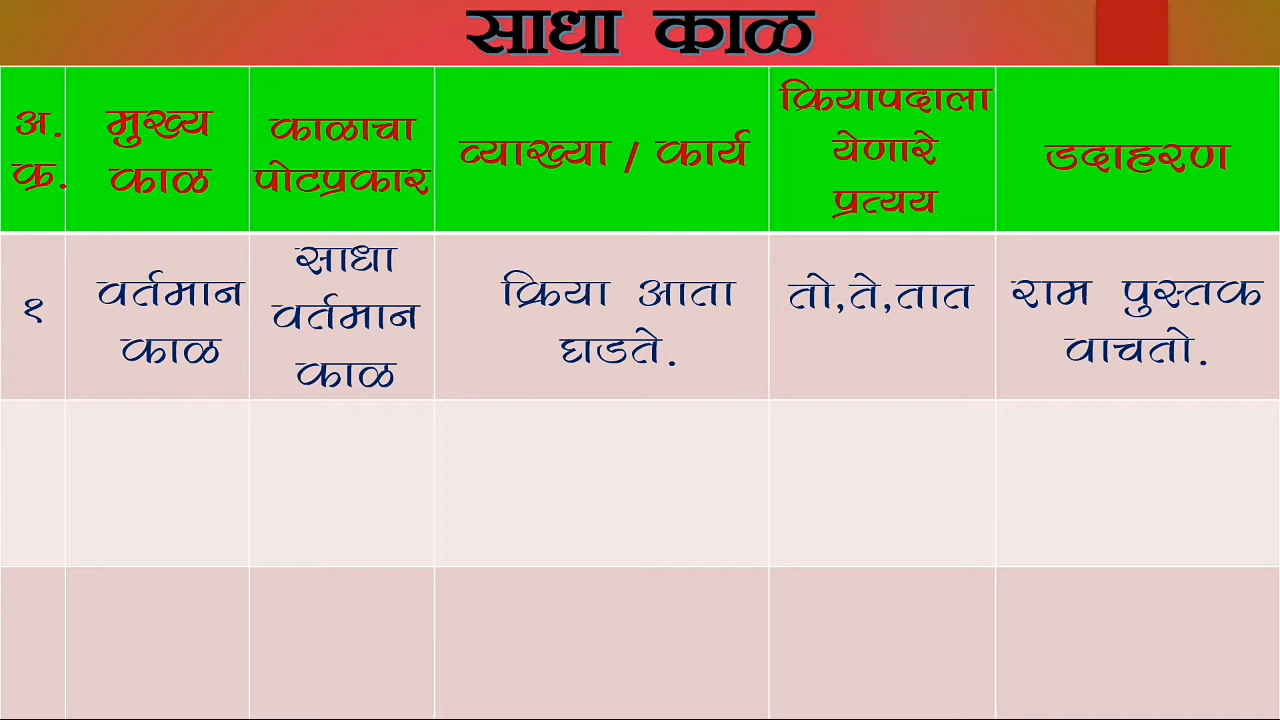 साधा काळ
अ.
क्र.
मुख्य
काळ
काळाचा
पोटप्रकार
व्याख्या / कार्य
क्रियापदाला
येणारे
प्रत्यय
उदाहरण
१
वर्तमान
काळ
साधा
वर्तमान
काळ
क्रिया आता
घडते.
तो,ते,तात
राम पुस्तक
वाचतो.